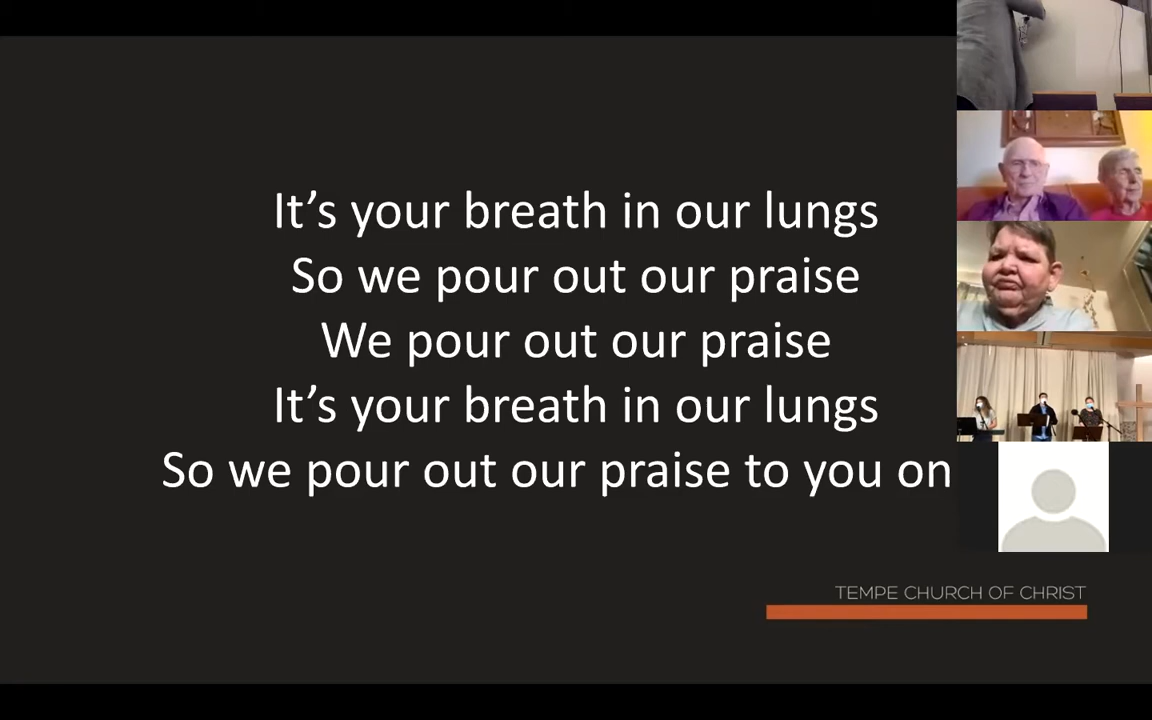 It’s your breath in our lungs
So we pour out our praise
We pour out our praise
It’s your breath in our lungs
So we pour out our praise to you on
TEMPE CHURCH OF CHRIST